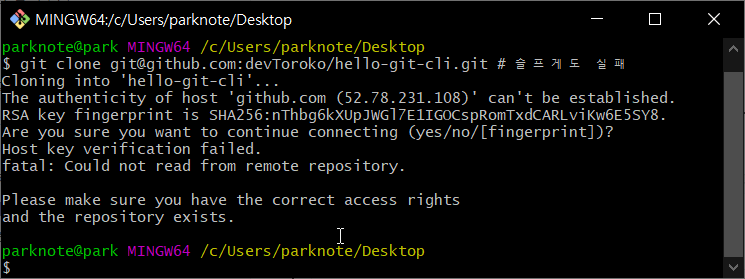 MINGW64:/c/Users/parknote/Desktop
parknote@park MINGW64 /c/Users/parknote/Desktop
$ git clone git@github.com:devToroko/hello-git-cli.git # 슬프게도 실패
Cloning into 'hello-git-cli'...
The authenticity of host 'github.com (52.78.231.108)' can't be established.
RSA key fingerprint is SHA256:nThbg6kXUpJWGl7E1IGOCspRomTxdCARLviKw6E5SY8.
Are you sure you want to continue connecting (yes/no/[fingerprint])?
Host key verification failed.
fatal: Could not read from remote repository.
Please make sure you have the correct access rights
and the repository exists.
parknote@park MINGW64 /c/Users/parknote/Desktop
$